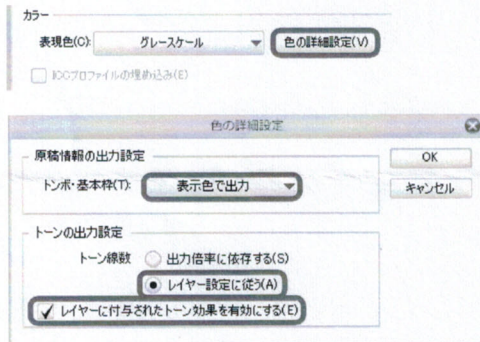 カラー
表現色(C): グレースケール 色の詳細設定(V)
ICCプロファイルの埋め込み(E)
色の詳細設定
原稿情報の出力設定
OK
トンボ・基本枠(T): 表示色で出力
キャンセル
トーンの出力設定
トーン線数 出力倍率に依存する(S)
レイヤー設定に従う(A)
レイヤーに付与されたトーン効果を有効にする(E)